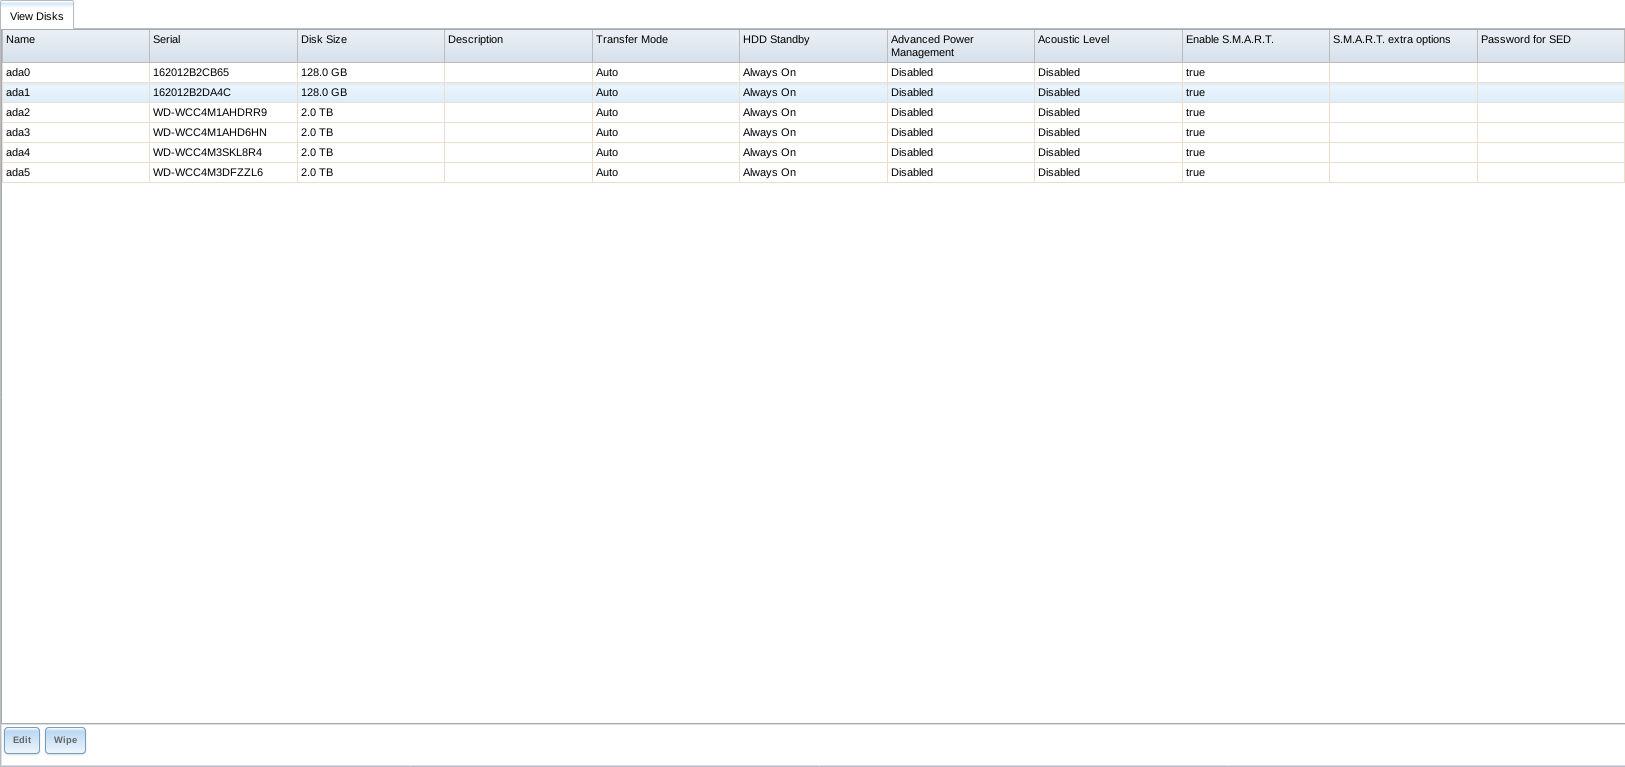 View Disks
Name Serial Disk Size Description Transfer Mode HDD Standby Advanced Power Management Acoustic Level Enable S.M.A.R.T. S.M.A.R.T. extra options Password for SED
ada0 162012B2CB65 128.0 GB Auto Always On Disabled Disabled true
ada1 162012B2DA4C 128.0 GB Auto Always On Disabled Disabled true
ada2 WD-WCC4M1AHDRR9 2.0 TB Auto Always On Disabled Disabled true
ada3 WD-WCC4M1AHD6HN 2.0 TB Auto Always On Disabled Disabled true
ada4 WD-WCC4M3SKL8R4 2.0 TB Auto Always On Disabled Disabled true
ada5 WD-WCC4M3DFZZL6 2.0 TB Auto Always On Disabled Disabled true
Edit Wipe